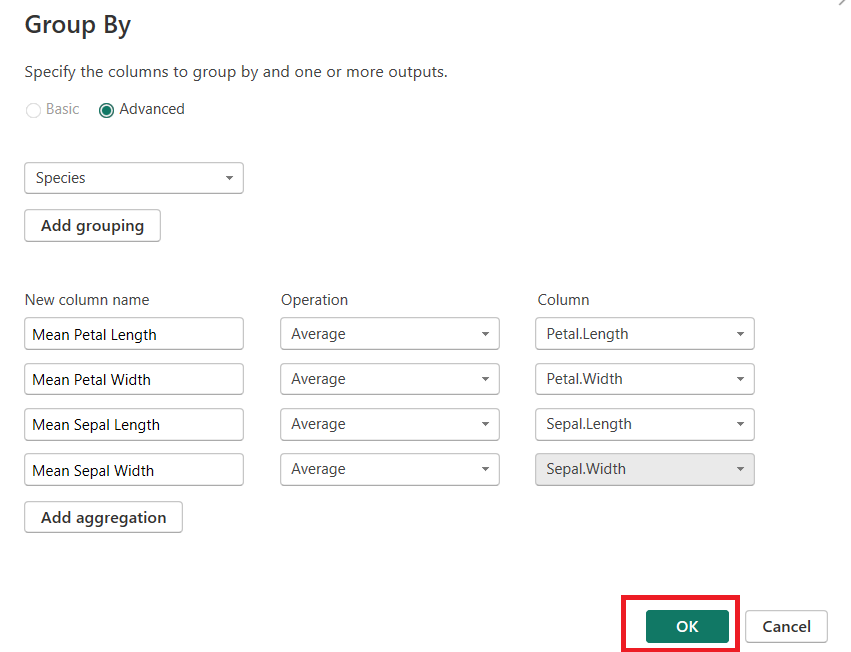 Group By
Specify the columns to group by and one or more outputs.
Basic Advanced
Species
Add grouping
New column name Operation Column
Mean Petal Length Average Petal.Length
Mean Petal Width Average Petal.Width
Mean Sepal Length Average Sepal.Length
Mean Sepal Width Average Sepal.Width
Add aggregation
OK Cancel